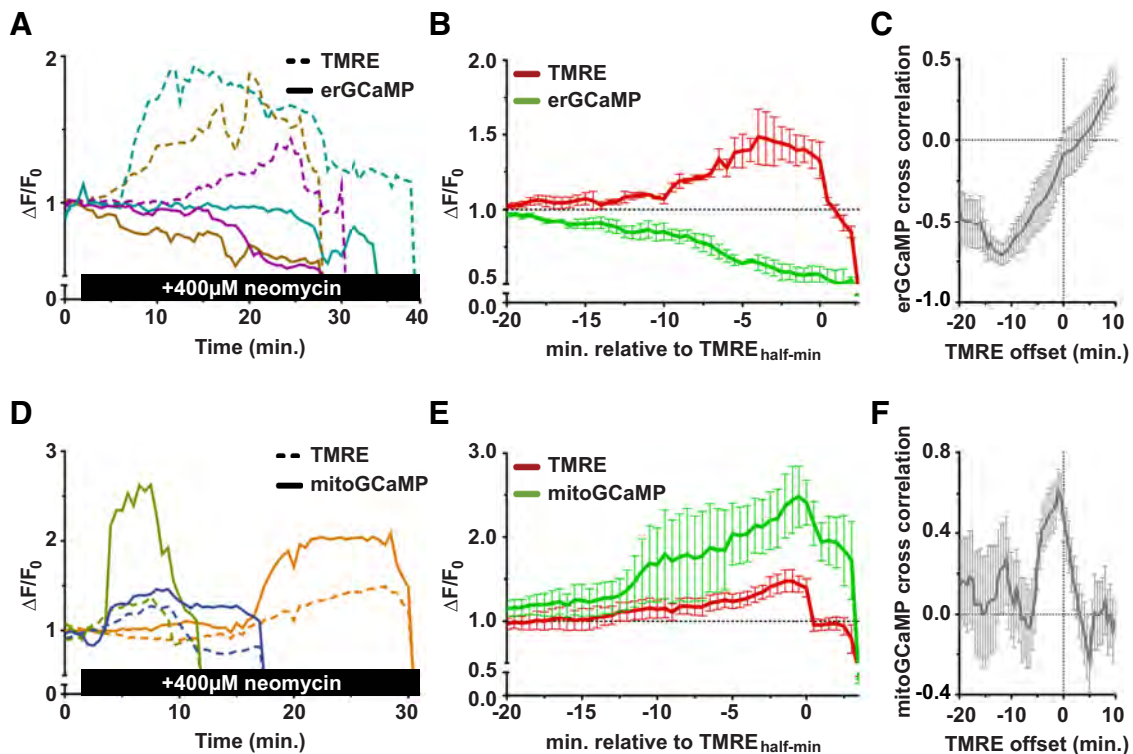 A
2
1
0
ΔF/F0
TMRE
erGCaMP
+400µM neomycin
0 10 20 30 40
Time (min.)
B
2.0
1.5
1.0
0.5
0.0
ΔF/F0
TMRE
erGCaMP
-20 -15 -10 -5 0
min. relative to TMREhalf-min
C
0.5
0.0
-0.5
-1.0
erGCaMP cross correlation
-20 -10 0 10
TMRE offset (min.)
D
3
2
1
0
ΔF/F0
TMRE
mitoGCaMP
+400µM neomycin
0 10 20 30
Time (min.)
E
3.0
2.0
1.0
0.5
0.0
ΔF/F0
TMRE
mitoGCaMP
-20 -15 -10 -5 0
min. relative to TMREhalf-min
F
0.8
0.4
0.0
-0.4
mitoGCaMP cross correlation
-20 -10 0 10
TMRE offset (min.)